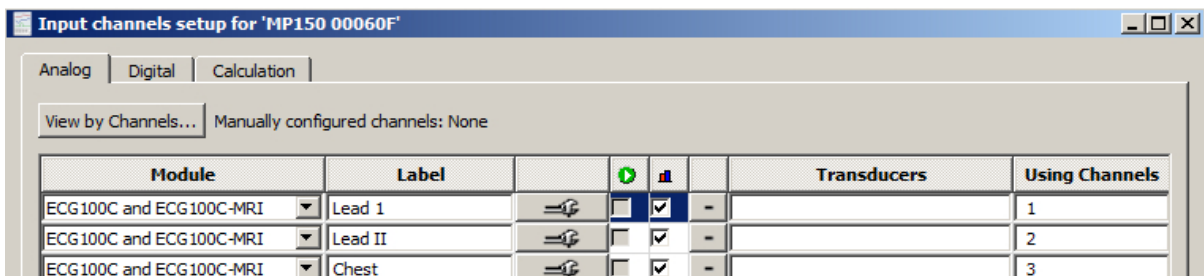 Input channels setup for 'MP150 00060F'
Analog Digital Calculation
View by Channels... Manually configured channels: None
Module Label Transducers Using Channels
ECG100C and ECG100C-MRI Lead 1 - 1
ECG100C and ECG100C-MRI Lead II - 2
ECG100C and ECG100C-MRI Chest - 3